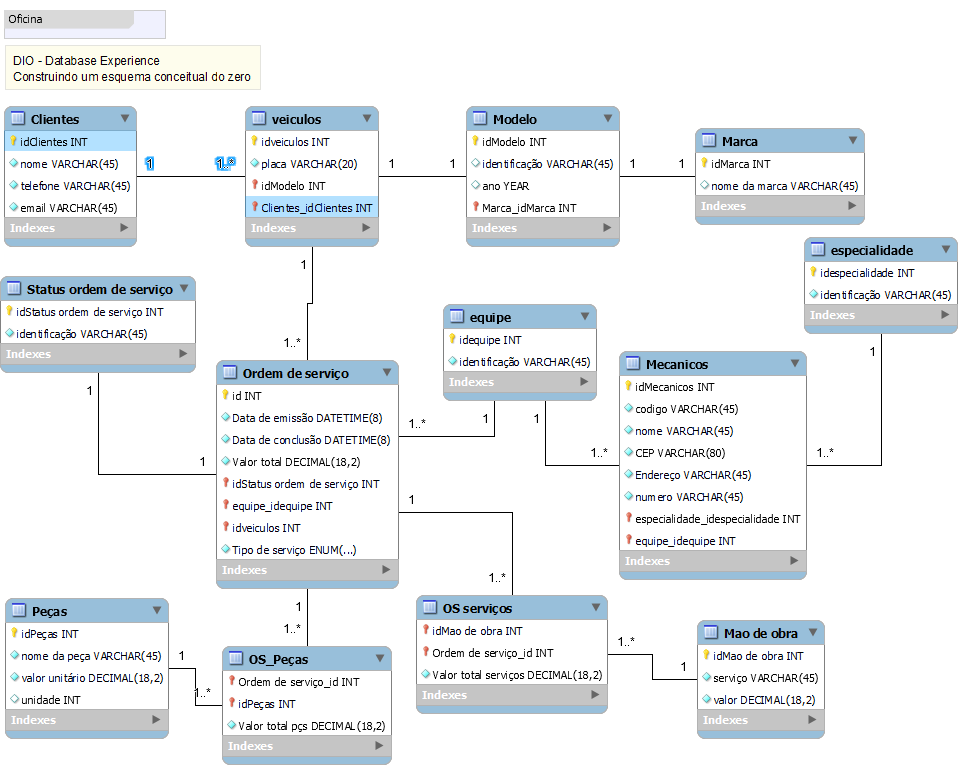 Oficina
DIO - Database Experience
Construindo um esquema conceitual do zero
Clientes
idClientes INT
nome VARCHAR(45)
telefone VARCHAR(45)
email VARCHAR(45)
Indexes
1
1..*
veiculos
idveiculos INT
placa VARCHAR(20)
idModelo INT
Clientes_idClientes INT
Indexes
1
1
Modelo
idModelo INT
identificação VARCHAR(45)
ano YEAR
Marca_idMarca INT
Indexes
1
1
Marca
idMarca INT
nome da marca VARCHAR(45)
Indexes
especialidade
idespecialidade INT
identificação VARCHAR(45)
Indexes
1
1..*
Status ordem de serviço
idStatus ordem de serviço INT
identificação VARCHAR(45)
Indexes
1
1
1
1..*
Ordem de serviço
id INT
Data de emissão DATETIME(8)
Data de conclusão DATETIME(8)
Valor total DECIMAL(18,2)
idStatus ordem de serviço INT
equipe_idequipe INT
idveiculos INT
Tipo de serviço ENUM(...)
Indexes
equipe
idequipe INT
identificação VARCHAR(45)
Indexes
1..*
1
1
1..*
Mecanicos
idMecanicos INT
codigo VARCHAR(45)
nome VARCHAR(45)
CEP VARCHAR(80)
Endereço VARCHAR(45)
numero VARCHAR(45)
especialidade_idespecialidade INT
equipe_idequipe INT
Indexes
1
1..*
1
1..*
Peças
idPeças INT
nome da peça VARCHAR(45)
valor unitário DECIMAL(18,2)
unidade INT
Indexes
1
1..*
OS_Peças
Ordem de serviço_id INT
idPeças INT
Valor total pçs DECIMAL(18,2)
Indexes
OS serviços
idMao de obra INT
Ordem de serviço_id INT
Valor total serviços DECIMAL(18,2)
Indexes
1..*
1
Mao de obra
idMao de obra INT
serviço VARCHAR(45)
valor DECIMAL(18,2)
Indexes